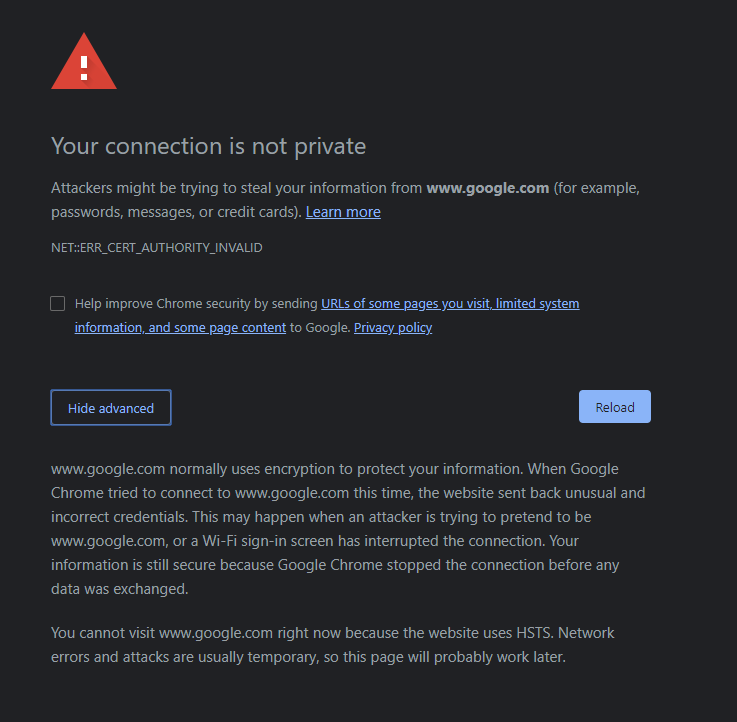 Your connection is not private
Attackers might be trying to steal your information from www.google.com (for example,
passwords, messages, or credit cards). Learn more
NET::ERR_CERT_AUTHORITY_INVALID
Help improve Chrome security by sending URLs of some pages you visit, limited system
information, and some page content to Google. Privacy policy
Hide advanced
Reload
www.google.com normally uses encryption to protect your information. When Google
Chrome tried to connect to www.google.com this time, the website sent back unusual and
incorrect credentials. This may happen when an attacker is trying to pretend to be
www.google.com, or a Wi-Fi sign-in screen has interrupted the connection. Your
information is still secure because Google Chrome stopped the connection before any
data was exchanged.
You cannot visit www.google.com right now because the website uses HSTS. Network
errors and attacks are usually temporary, so this page will probably work later.